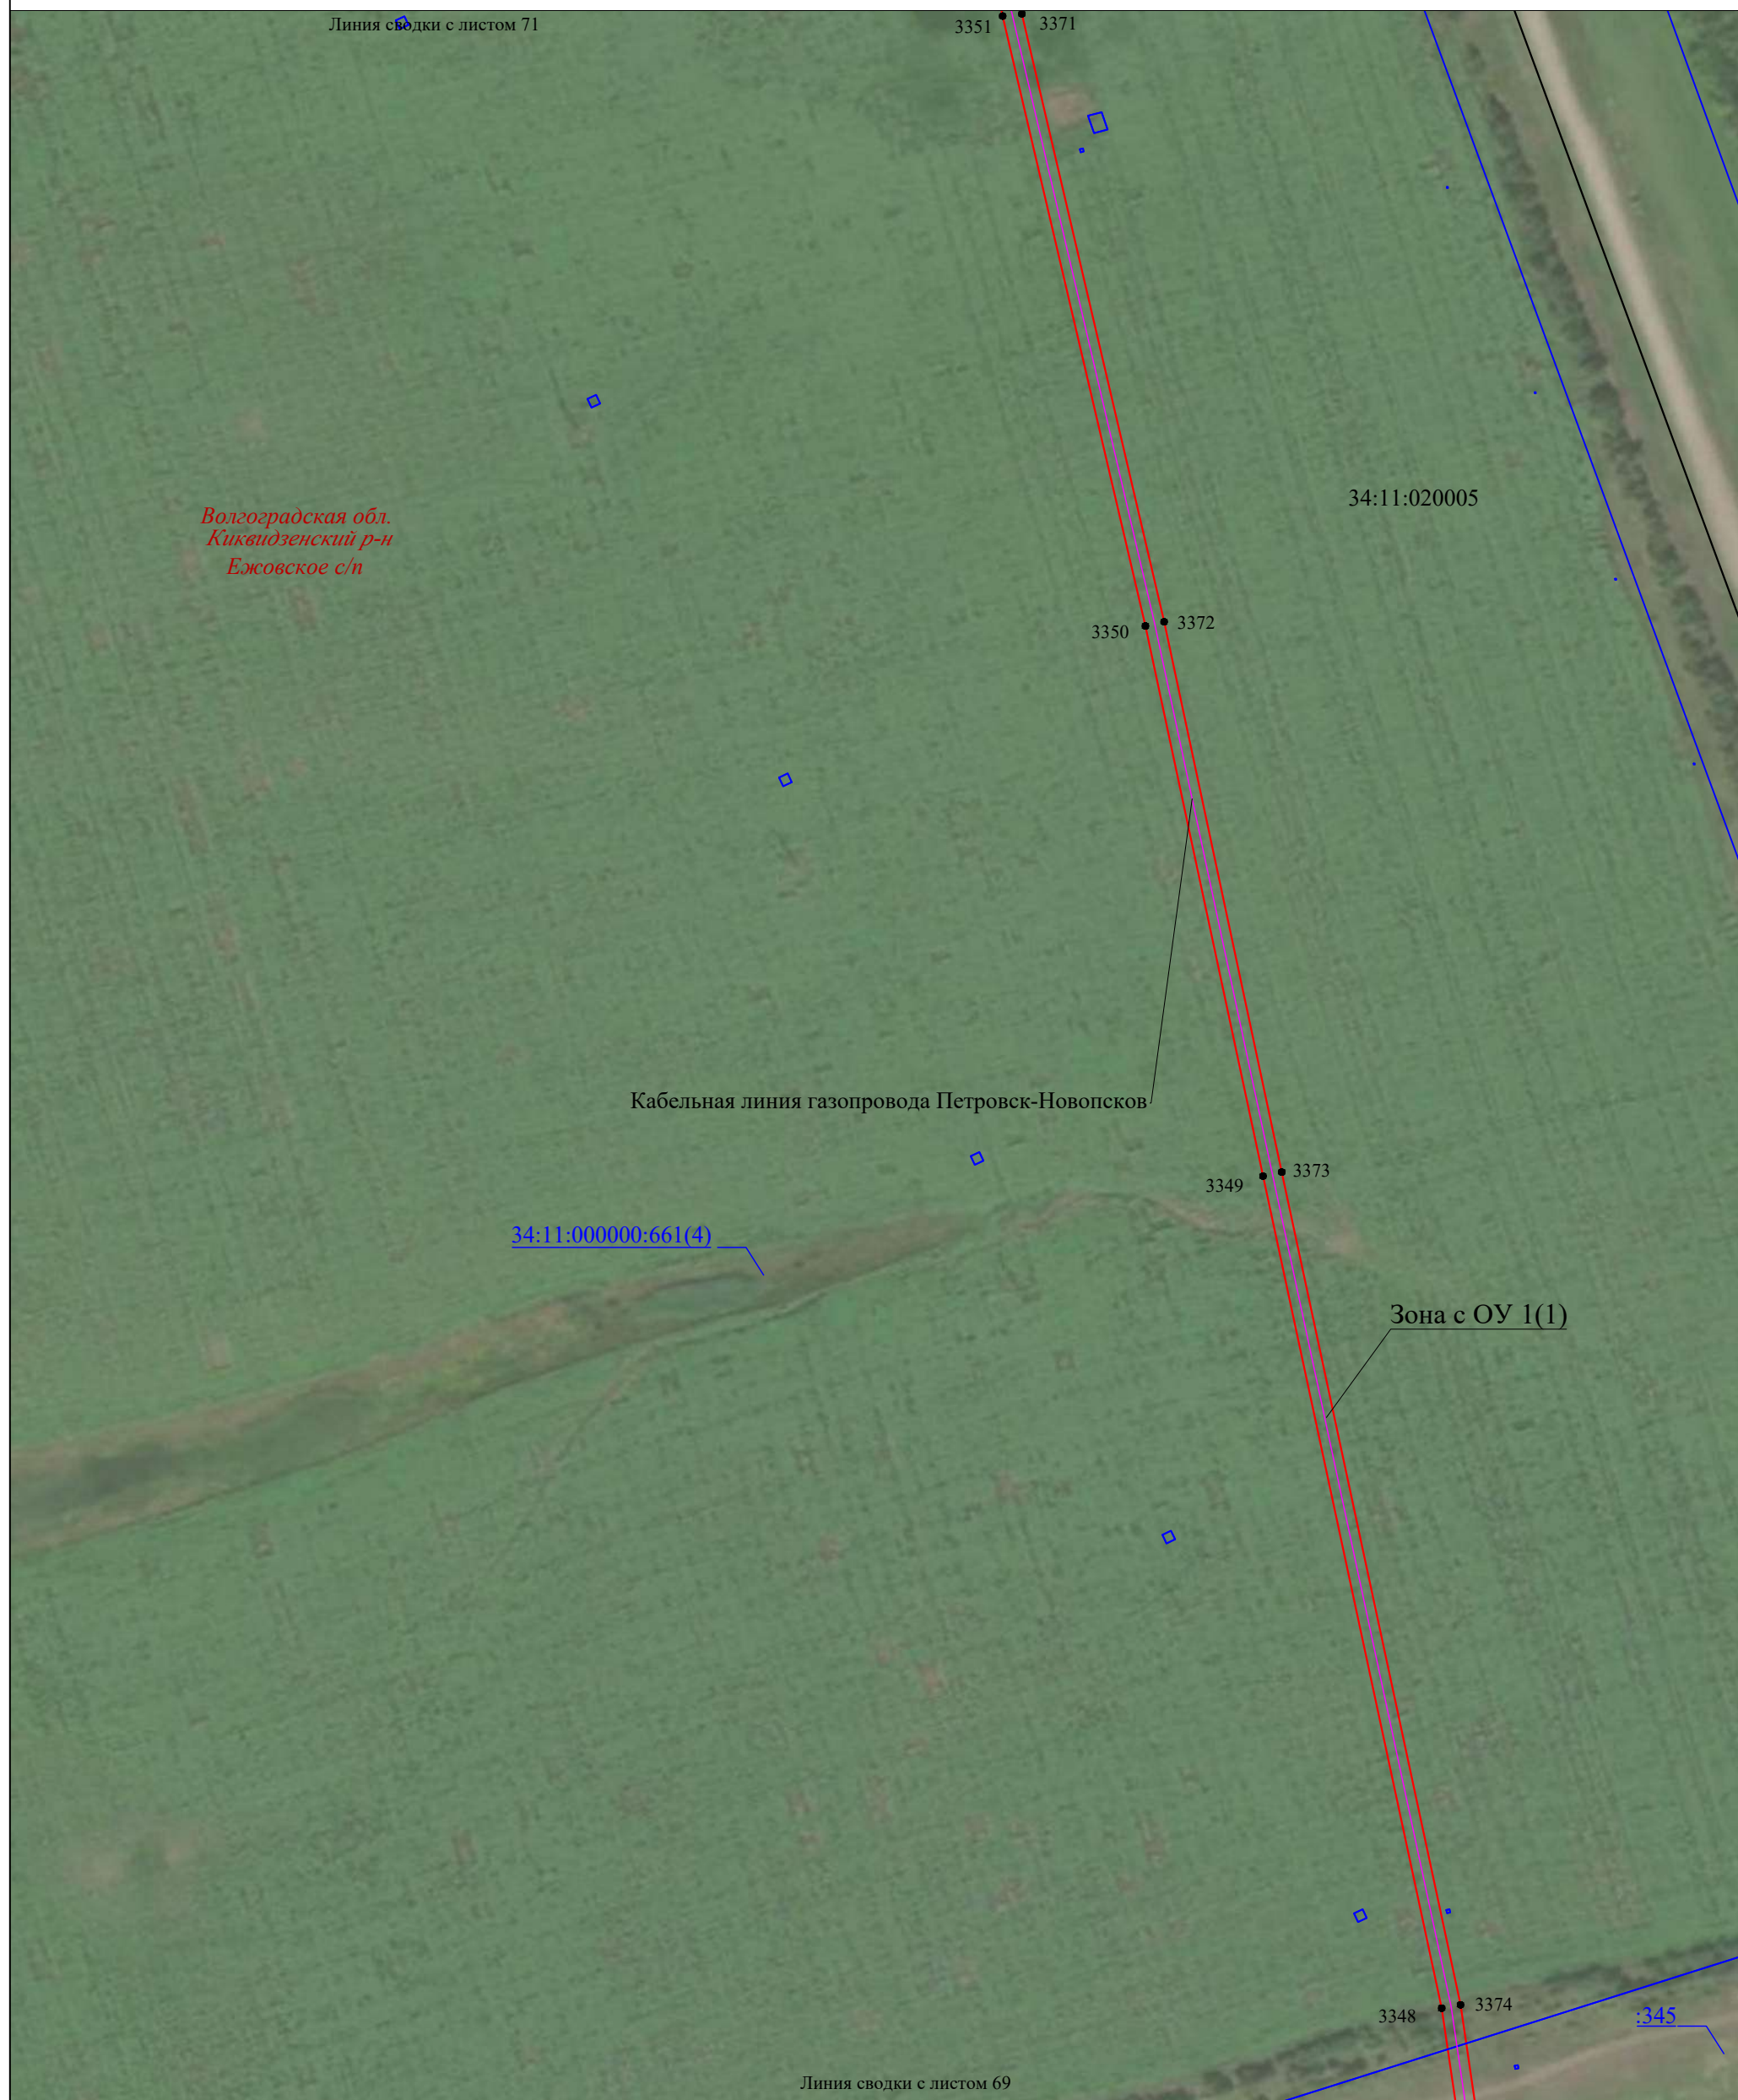 Линия сводки с листом 71
3351
3371
34:11:020005
Волгоградская обл.
Киквидзенский р-н
Ежовское с/п
3350
3372
Кабельная линия газопровода Петровск-Новопсков
3349
3373
34:11:000000:661(4)
Зона с ОУ 1(1)
3348
3374
:345
Линия сводки с листом 69